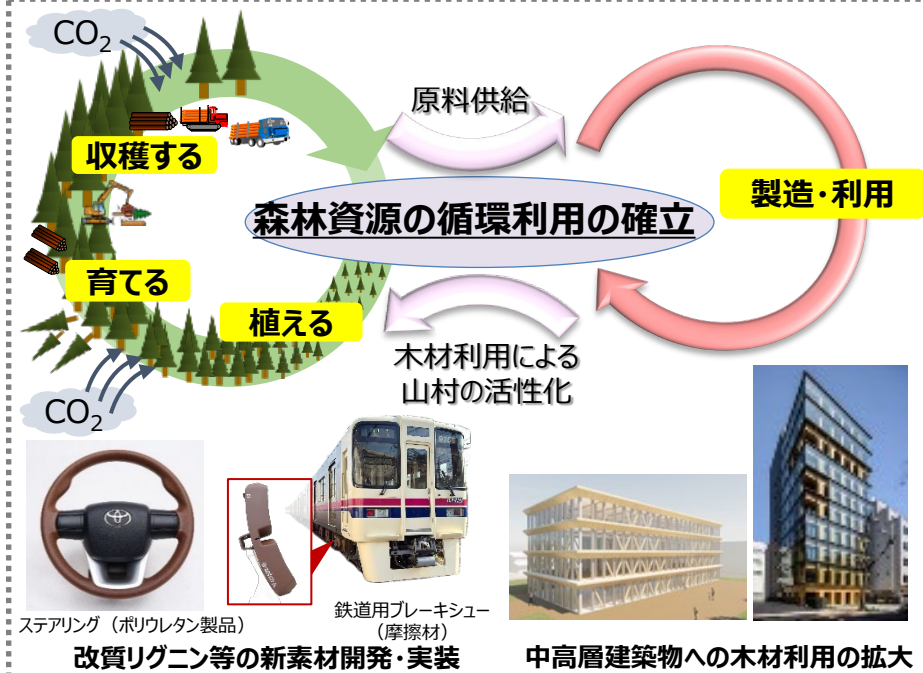 CO2
原料供給
収穫する
製造・利用
森林資源の循環利用の確立
育てる
植える
木材利用による
山村の活性化
CO2
ステアリング（ポリウレタン製品）
鉄道用ブレーキシュー
（摩擦材）
改質リグニン等の新素材開発・実装
中高層建築物への木材利用の拡大